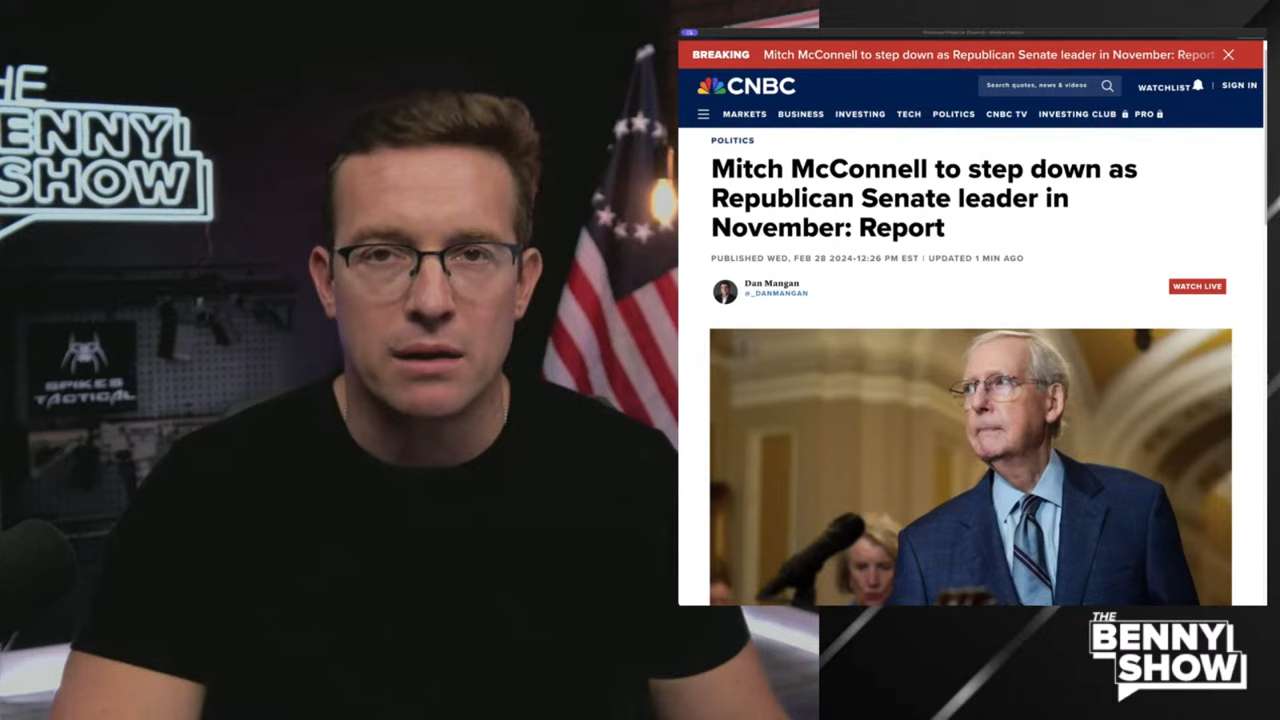 THE
BENNY
SHOW
SPIKES
TACTICAL
BREAKING Mitch McConnell to step down as Republican Senate leader in November: Report
CNBC
Search quotes, news & videos
WATCHLIST
SIGN IN
MARKETS BUSINESS INVESTING TECH POLITICS CNBC TV INVESTING CLUB PRO
POLITICS
Mitch McConnell to step down as
Republican Senate leader in
November: Report
PUBLISHED WED, FEB 28 2024•12:26 PM EST | UPDATED 1 MIN AGO
Dan Mangan
@_DANMANGAN
WATCH LIVE
THE
BENNY
SHOW